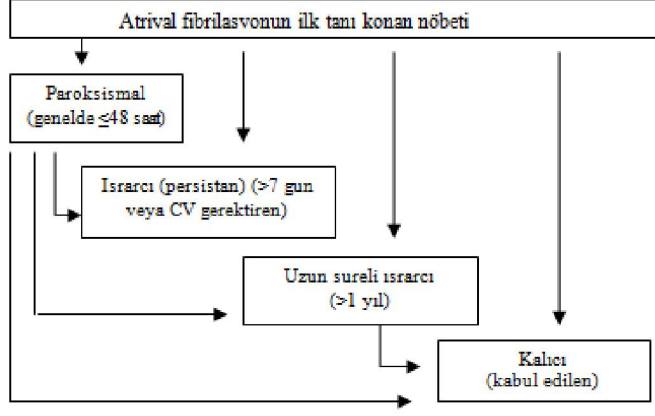 Atrival fibrilasvonun ilk tanı konan nöbeti
Paroksismal
(genelde ≤48 saat)
Israrcı (persistan) (>7 gun
veya CV gerektiren)
Uzun sureli ısrarcı
(>1 yıl)
Kalıcı
(kabul edilen)